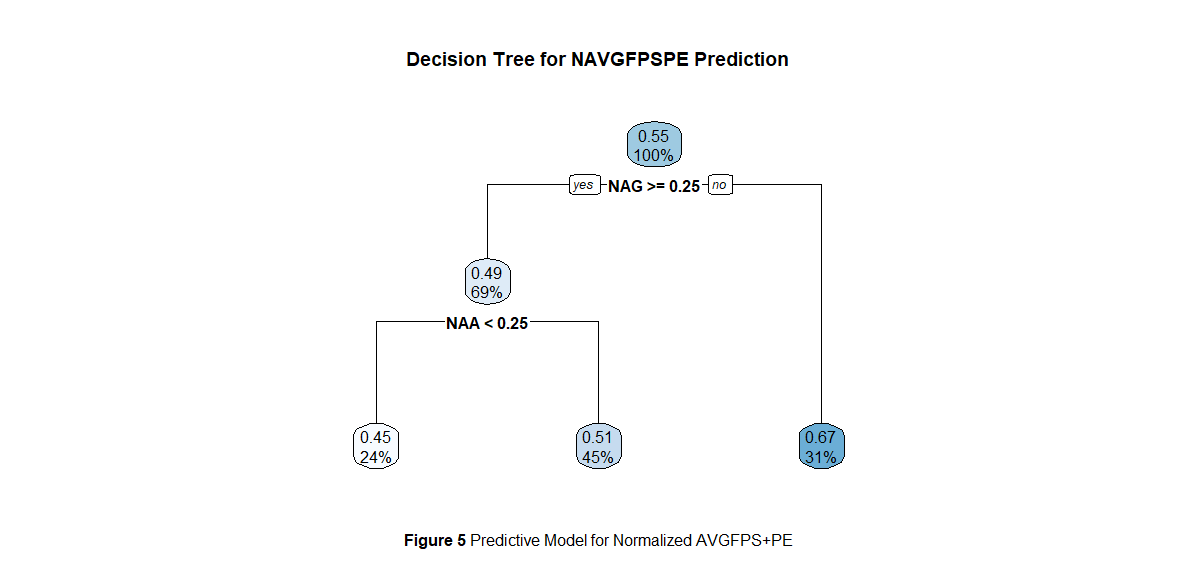 Decision Tree for NAVGFPSPE Prediction
0.55
100%
yes NAG >= 0.25 no
0.49
69%
NAA < 0.25
0.45 0.51 0.67
24% 45% 31%
Figure 5 Predictive Model for Normalized AVGFPS+PE